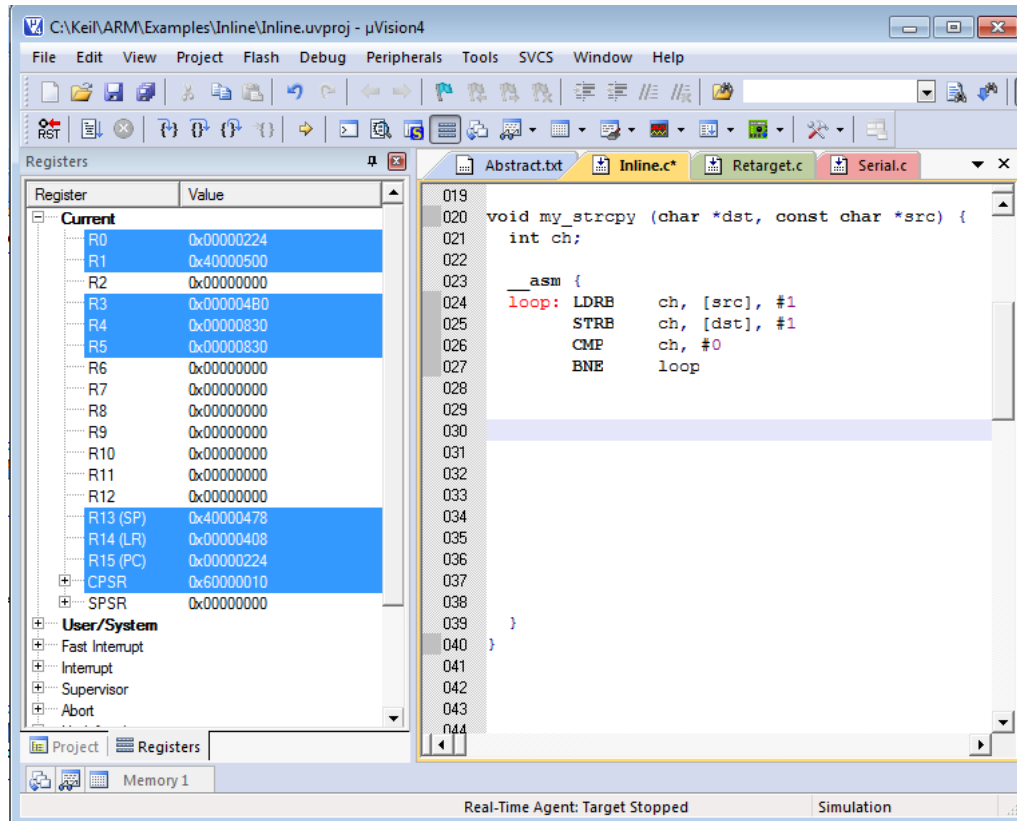 C:\Keil\ARM\Examples\Inline\Inline.uvproj - µVision4
File Edit View Project Flash Debug Peripherals Tools SVCS Window Help
RST
Registers
Register Value
Current
R0 0x00000224
R1 0x40000500
R2 0x00000000
R3 0x000004B0
R4 0x00000830
R5 0x00000830
R6 0x00000000
R7 0x00000000
R8 0x00000000
R9 0x00000000
R10 0x00000000
R11 0x00000000
R12 0x00000000
R13 (SP) 0x40000478
R14 (LR) 0x00000408
R15 (PC) 0x00000224
CPSR 0x60000010
SPSR 0x00000000
User/System
Fast Interrupt
Interrupt
Supervisor
Abort
Project Registers
Abstract.txt Inline.c* Retarget.c Serial.c
019
020 void my_strcpy (char *dst, const char *src) {
021 int ch;
022
023 __asm {
024 loop: LDRB ch, [src], #1
025 STRB ch, [dst], #1
026 CMP ch, #0
027 BNE loop
028
029
030
031
032
033
034
035
036
037
038
039 }
040 }
041
042
043
044
Memory 1
Real-Time Agent: Target Stopped Simulation